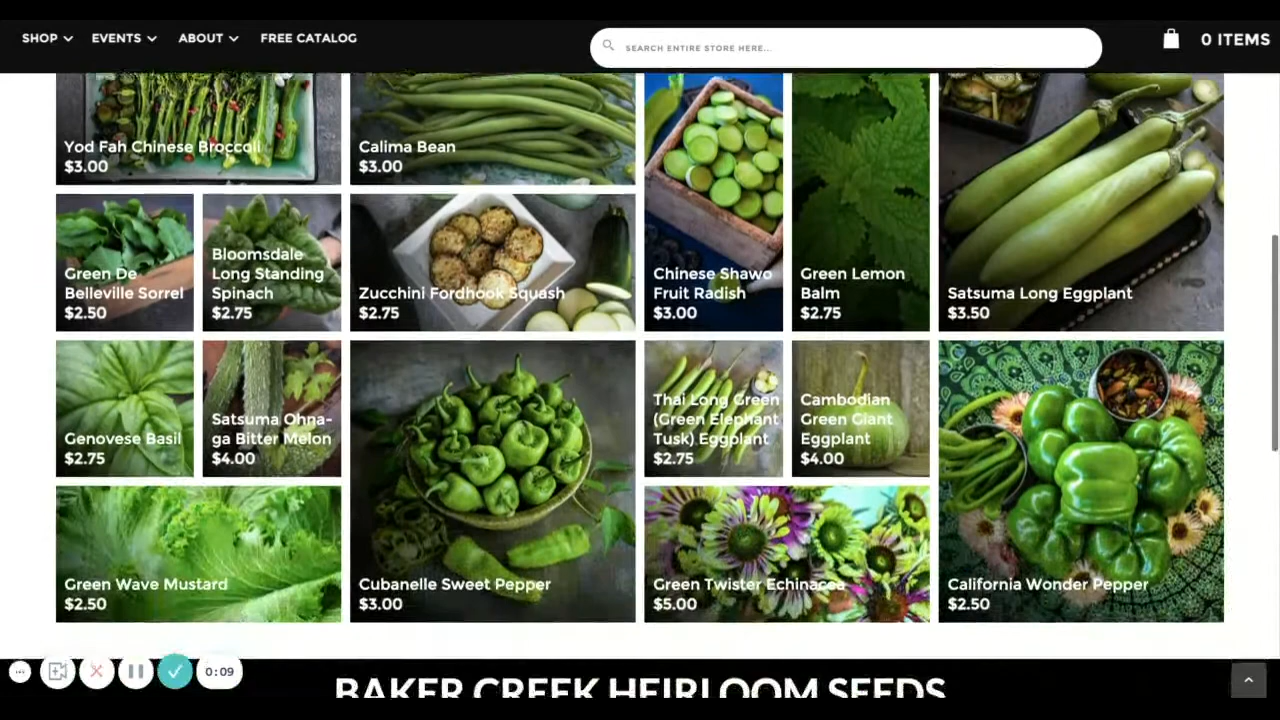 SHOP EVENTS ABOUT FREE CATALOG
SEARCH ENTIRE STORE HERE...
0 ITEMS
Yod Fah Chinese Broccoli
$3.00
Calima Bean
$3.00
Green De
Belleville Sorrel
$2.50
Bloomsdale
Long Standing
Spinach
$2.75
Zucchini Fordhook Squash
$2.75
Chinese Shawo
Fruit Radish
$3.00
Green Lemon
Balm
$2.75
Satsuma Long Eggplant
$3.50
Genovese Basil
$2.75
Satsuma Ohna-
ga Bitter Melon
$4.00
Cubanelle Sweet Pepper
$3.00
Thai Long Green
(Green Elephant
Tusk) Eggplant
$2.75
Cambodian
Green Giant
Eggplant
$4.00
California Wonder Pepper
$2.50
Green Wave Mustard
$2.50
Green Twister Echinacea
$5.00
0:09
BAKER CREEK HEIRLOOM SEEDS